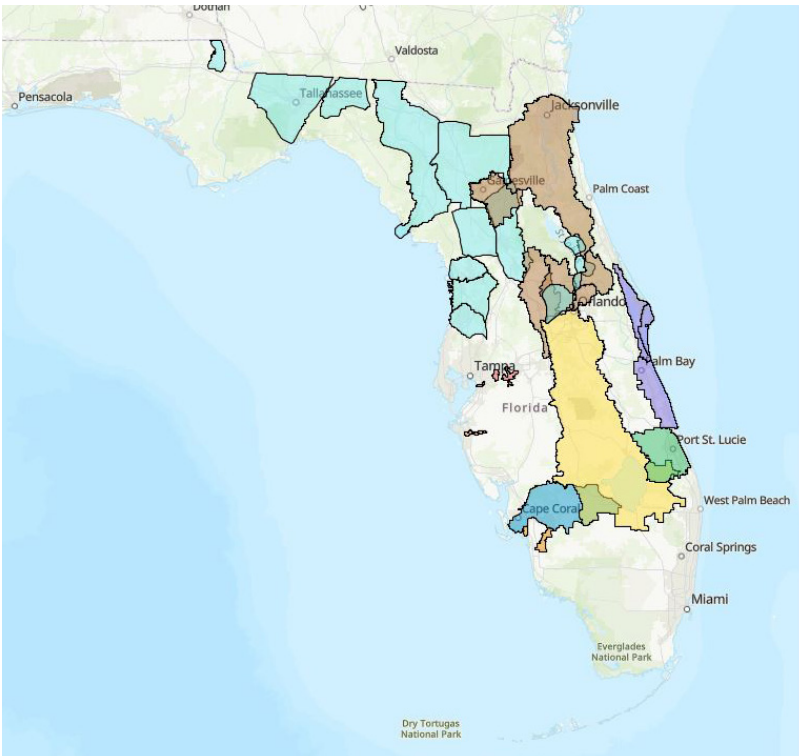 Dothan
Valdosta
Pensacola
Tallahassee
Jacksonville
Gainesville
Palm Coast
Orlando
Palm Bay
Tampa
Florida
Port St. Lucie
West Palm Beach
Cape Coral
Coral Springs
Miami
Everglades
National Park
Dry Tortugas
National Park